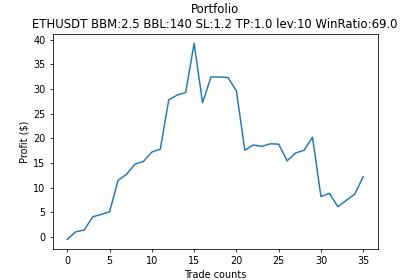 Portfolio
ETHUSDT BBM:2.5 BBL:140 SL:1.2 TP:1.0 lev:10 WinRatio:69.0
Profit ($)
40
35
30
25
20
15
10
5
0
0 5 10 15 20 25 30 35
Trade counts